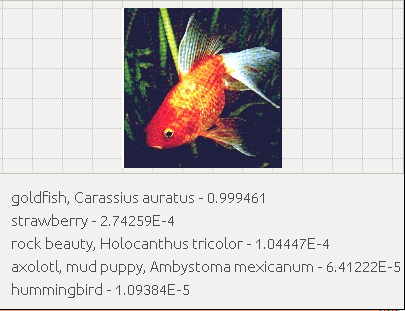 goldfish, Carassius auratus - 0.999461
strawberry - 2.74259E-4
rock beauty, Holocanthus tricolor - 1.04447E-4
axolotl, mud puppy, Ambystoma mexicanum - 6.41222E-5
hummingbird - 1.09384E-5